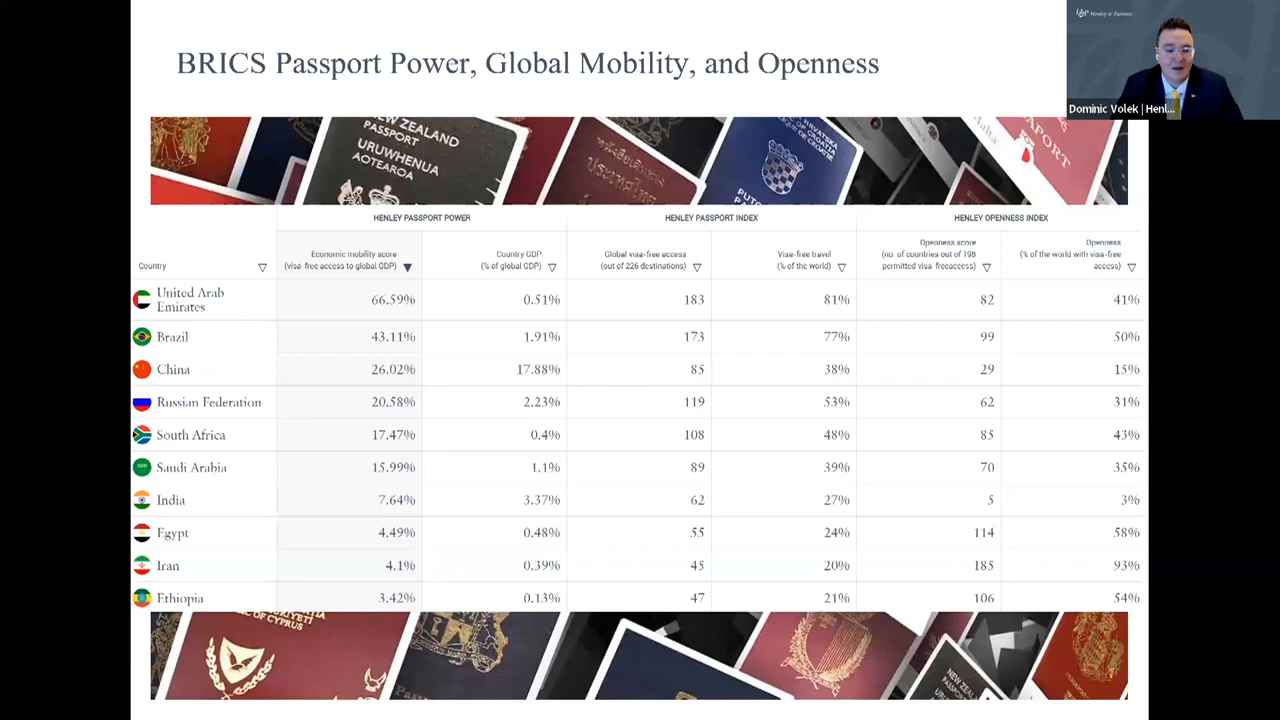 Henley & Partners
Dominic Volek | Henl...
BRICS Passport Power, Global Mobility, and Openness
NEW ZEALAND
PASSPORT
URUWHENUA
AOTEAROA
HRVATSKA
CROATIA
Malta
HENLEY PASSPORT POWER HENLEY PASSPORT INDEX HENLEY OPENNESS INDEX
Country
Economic mobility score
(visa-free access to global GDP)
Country GDP
(% of global GDP)
Global visa-free access
(out of 226 destinations)
Visa-free travel
(% of the world)
Openness score
(no. of countries out of 198
permitted visa-freeaccess)
Openness
(% of the world with visa-free
access)
United Arab
Emirates 66.59% 0.51% 183 81% 82 41%
Brazil 43.11% 1.91% 173 77% 99 50%
China 26.02% 17.88% 85 38% 29 15%
Russian Federation 20.58% 2.23% 119 53% 62 31%
South Africa 17.47% 0.4% 108 48% 85 43%
Saudi Arabia 15.99% 1.1% 89 39% 70 35%
India 7.64% 3.37% 62 27% 5 3%
Egypt 4.49% 0.48% 55 24% 114 58%
Iran 4.1% 0.39% 45 20% 185 93%
Ethiopia 3.42% 0.13% 47 21% 106 54%
OF CYPRUS
NEW ZEAL
PASSPORT